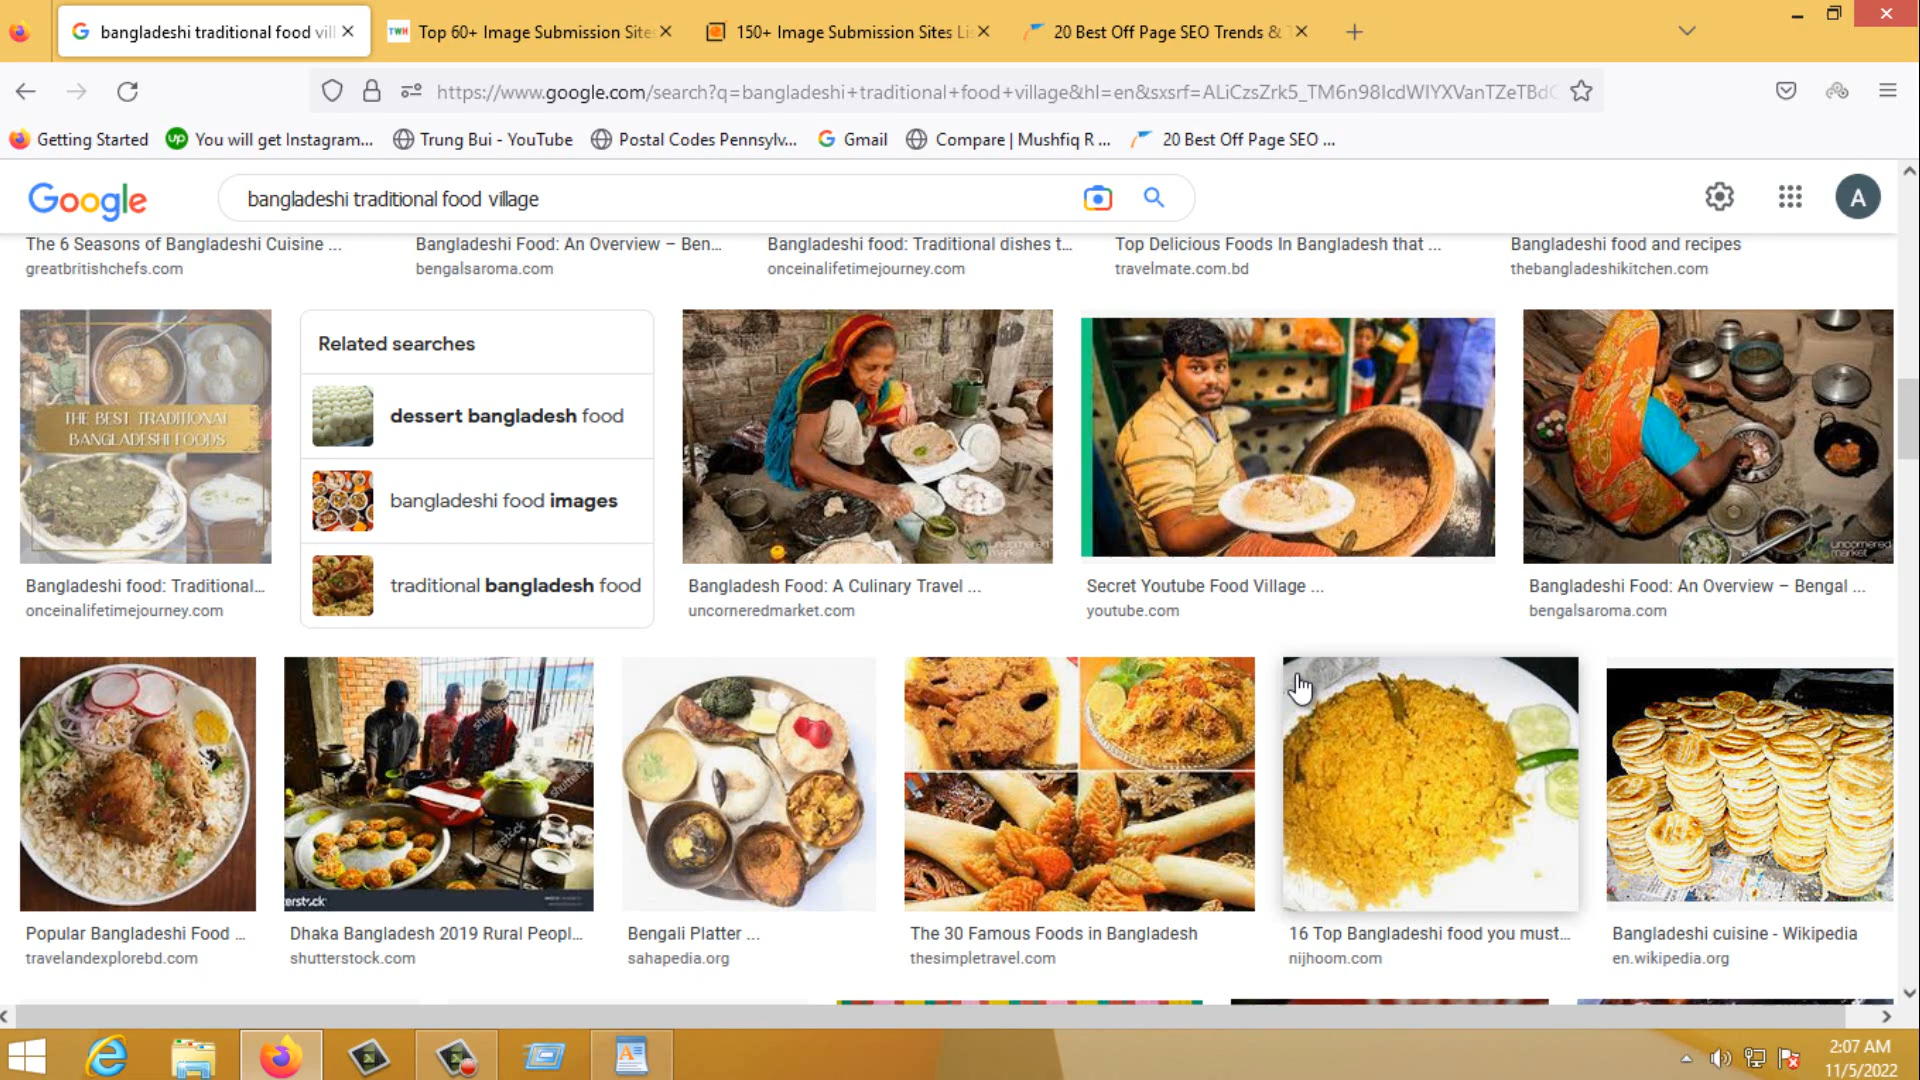 bangladeshi traditional food vill
Top 60+ Image Submission Sites
150+ Image Submission Sites Li
20 Best Off Page SEO Trends &
https://www.google.com/search?q=bangladeshi+traditional+food+village&hl=en&sxsrf=ALiCzsZrk5_TM6n98IcdWIYXVanTZeTBdC
Getting Started
You will get Instagram...
Trung Bui - YouTube
Postal Codes Pennsylv...
Gmail
Compare | Mushfiq R ...
20 Best Off Page SEO ...
Google
bangladeshi traditional food village
A
The 6 Seasons of Bangladeshi Cuisine ...
greatbritishchefs.com
Bangladeshi Food: An Overview – Ben...
bengalsaroma.com
Bangladeshi food: Traditional dishes t...
onceinalifetimejourney.com
Top Delicious Foods In Bangladesh that ...
travelmate.com.bd
Bangladeshi food and recipes
thebangladeshikitchen.com
THE BEST TRADITIONAL
BANGLADESHI FOODS
Bangladeshi food: Traditional...
onceinalifetimejourney.com
Related searches
dessert bangladesh food
bangladeshi food images
traditional bangladesh food
uncornered
market
Bangladesh Food: A Culinary Travel ...
uncorneredmarket.com
Secret Youtube Food Village ...
youtube.com
uncornered
market
Bangladeshi Food: An Overview – Bengal ...
bengalsaroma.com
Popular Bangladeshi Food ...
travelandexplorebd.com
shutterstock
Dhaka Bangladesh 2019 Rural Peopl...
shutterstock.com
Bengali Platter ...
sahapedia.org
The 30 Famous Foods in Bangladesh
thesimpletravel.com
16 Top Bangladeshi food you must...
nijhoom.com
Bangladeshi cuisine - Wikipedia
en.wikipedia.org
2:07 AM
11/5/2022